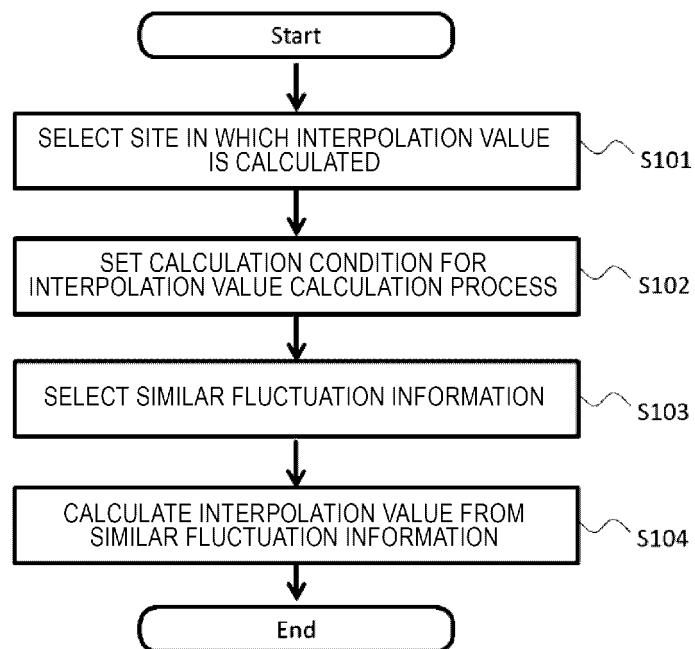 Start
SELECT SITE IN WHICH INTERPOLATION VALUE
IS CALCULATED
S101
SET CALCULATION CONDITION FOR
INTERPOLATION VALUE CALCULATION PROCESS
S102
SELECT SIMILAR FLUCTUATION INFORMATION
S103
CALCULATE INTERPOLATION VALUE FROM
SIMILAR FLUCTUATION INFORMATION
S104
End